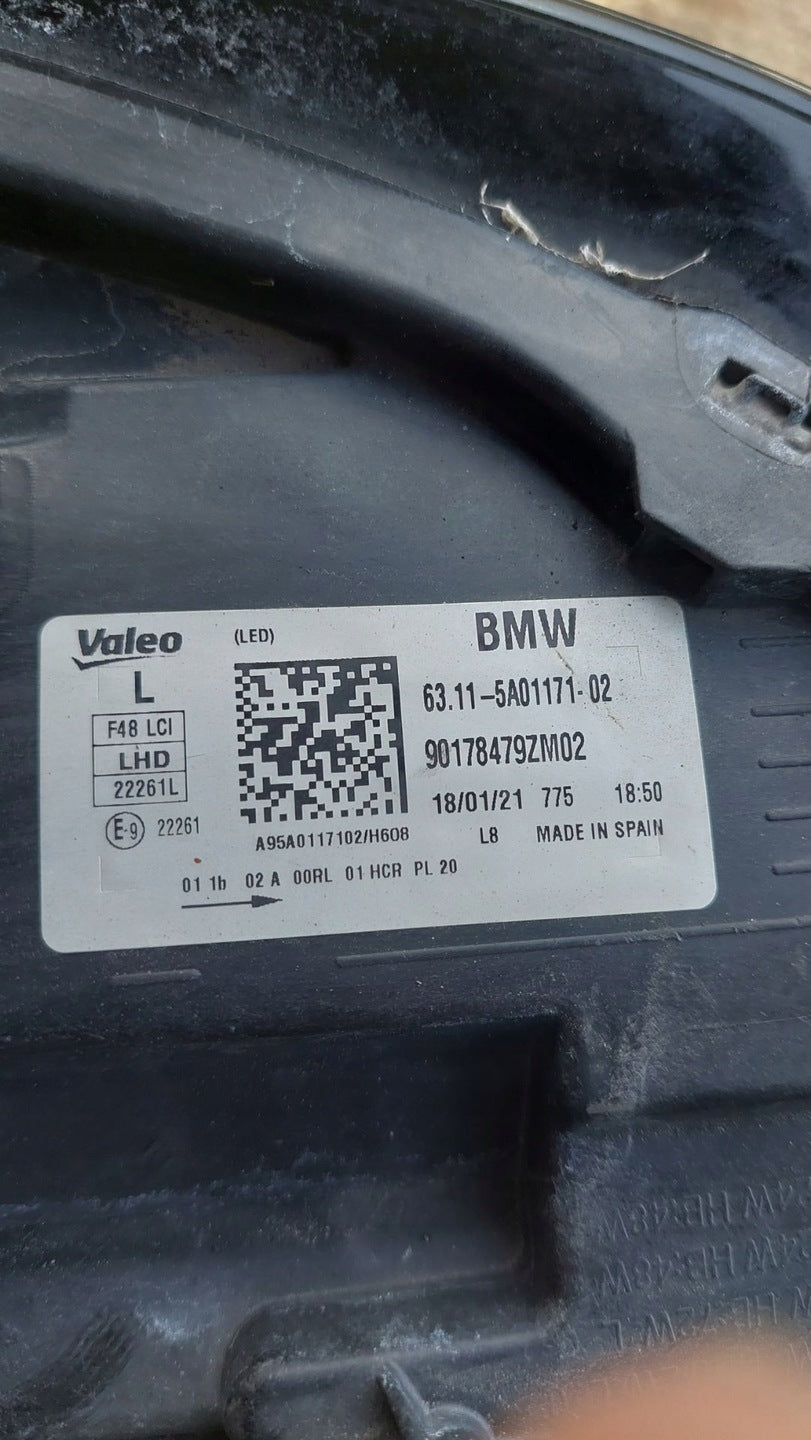 Valeo
(LED)
BMW
L
63.11-5A01171-02
F48 LCI
LHD
22261L
90178479ZM02
18/01/21 775 18:50
E-9 22261
A95A0117102/H608
L8 MADE IN SPAIN
01 1b 02 A 00RL 01 HCR PL 20